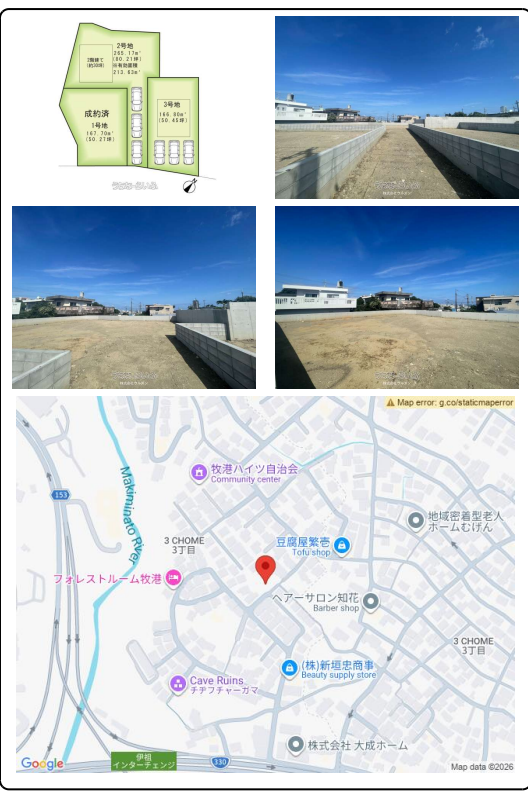 2号地
265.17㎡
(80.21坪)
※有効面積
213.63㎡
2階建て
(約30坪)
3号地
166.80㎡
(50.45坪)
成約済
1号地
167.70㎡
(50.27坪)
Map error: g.co/staticmaperror
牧港ハイツ自治会
Community center
153
Makiminato River
地域密着型老人
ホームむげん
豆腐屋繁壱
Tofu shop
3 CHOME
3丁目
フォレストルーム牧港
ヘアーサロン知花
Barber shop
3 CHOME
3丁目
(株)新垣忠商事
Beauty supply store
Cave Ruins
チヂフチャーガマ
株式会社 大成ホーム
伊祖
インターチェンジ
330
Google
Map data ©2026